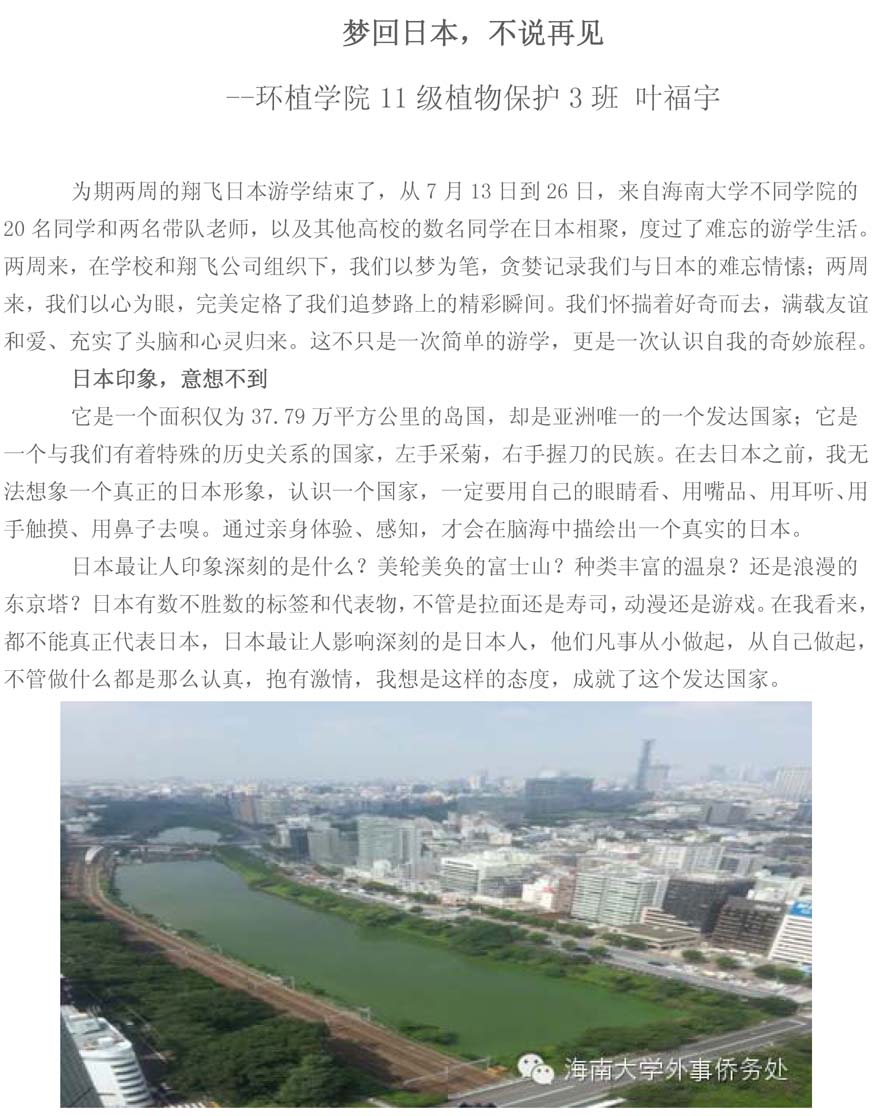 梦回日本，不说再见
--环植学院 11 级植物保护 3 班 叶福宇
为期两周的翔飞日本游学结束了，从 7 月 13 日到 26 日，来自海南大学不同学院的
20 名同学和两名带队老师，以及其他高校的数名同学在日本相聚，度过了难忘的游学生活。
两周来，在学校和翔飞公司组织下，我们以梦为笔，贪婪记录我们与日本的难忘情愫；两周
来，我们以心为眼，完美定格了我们追梦路上的精彩瞬间。我们怀揣着好奇而去，满载友谊
和爱、充实了头脑和心灵归来。这不只是一次简单的游学，更是一次认识自我的奇妙旅程。
日本印象，意想不到
它是一个面积仅为 37.79 万平方公里的岛国，却是亚洲唯一的一个发达国家；它是
一个与我们有着特殊的历史关系的国家，左手采菊，右手握刀的民族。在去日本之前，我无
法想象一个真正的日本形象，认识一个国家，一定要用自己的眼睛看、用嘴品、用耳听、用
手触摸、用鼻子去嗅。通过亲身体验、感知，才会在脑海中描绘出一个真实的日本。
日本最让人印象深刻的是什么？美轮美奂的富士山？种类丰富的温泉？还是浪漫的
东京塔？日本有数不胜数的标签和代表物，不管是拉面还是寿司，动漫还是游戏。在我看来，
都不能真正代表日本，日本最让人影响深刻的是日本人，他们凡事从小做起，从自己做起，
不管做什么都是那么认真，抱有激情，我想是这样的态度，成就了这个发达国家。
海南大学外事侨务处